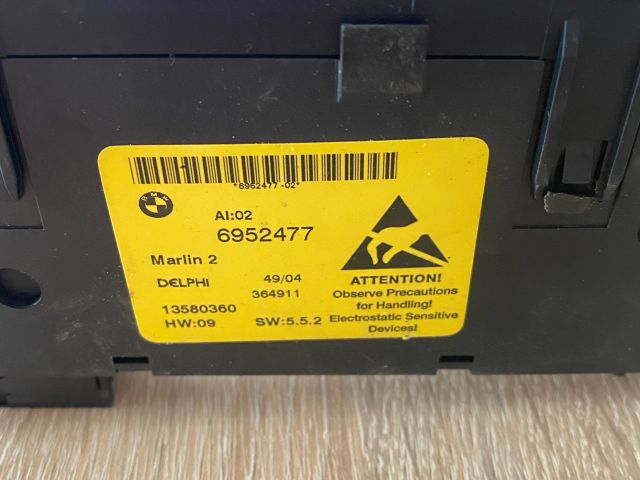 *6952477-02*
BMW
AI:02
6952477
Marlin 2
DELPHI
49/04
364911
13580360
HW:09 SW:5.5.2
ATTENTION!
Observe Precautions
for Handling!
Electrostatic Sensitive
Devices!